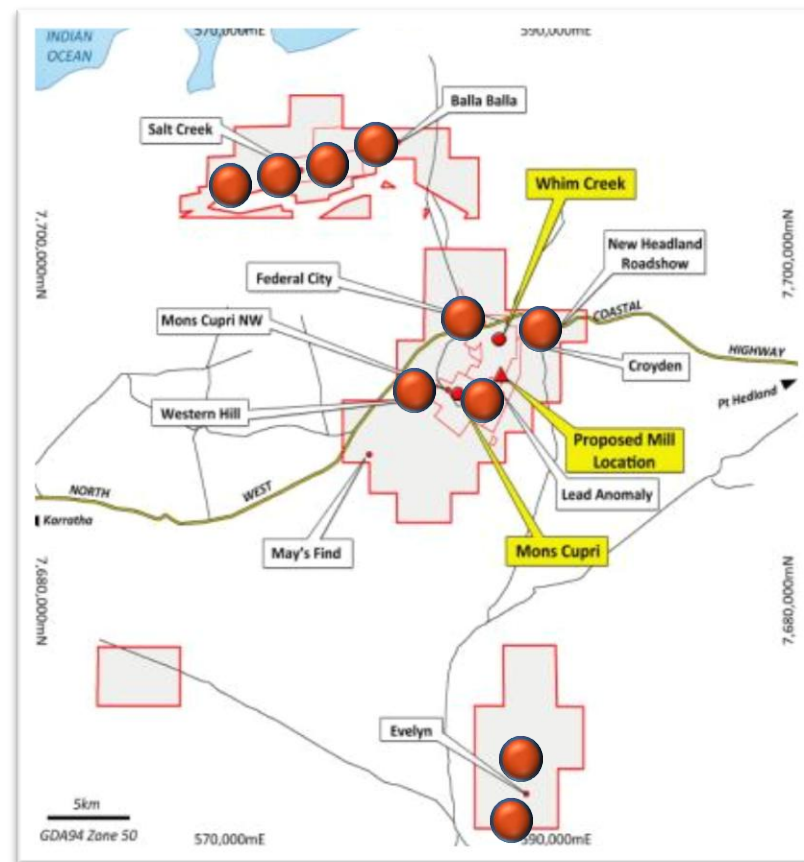 INDIAN
OCEAN
570,000mE
590,000mE
Balla Balla
Salt Creek
Whim Creek
7,700,000mN
7,700,000mN
New Headland
Roadshow
Federal City
Mons Cupri NW
COASTAL
HIGHWAY
Croyden
Pt Hedland
Western Hill
Proposed Mill
Location
NORTH
WEST
Lead Anomaly
Karratha
May's Find
Mons Cupri
7,680,000mN
7,680,000mN
Evelyn
5km
GDA94 Zone 50
570,000mE
590,000mE